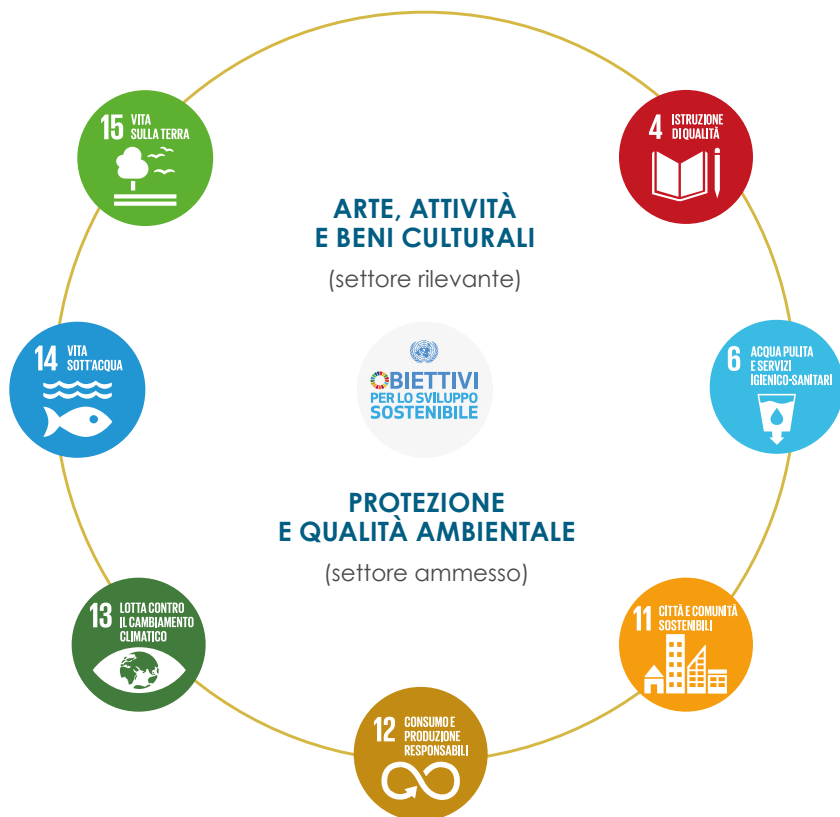 15 VITA
SULLA TERRA
4 ISTRUZIONE
DI QUALITÀ
ARTE, ATTIVITÀ
E BENI CULTURALI
(settore rilevante)
14 VITA
SOTT'ACQUA
OBIETTIVI
PER LO SVILUPPO
SOSTENIBILE
6 ACQUA PULITA
E SERVIZI
IGIENICO-SANITARI
PROTEZIONE
E QUALITÀ AMBIENTALE
(settore ammesso)
13 LOTTA CONTRO
IL CAMBIAMENTO
CLIMATICO
11 CITTÀ E COMUNITÀ
SOSTENIBILI
12 CONSUMO E
PRODUZIONE
RESPONSABILI